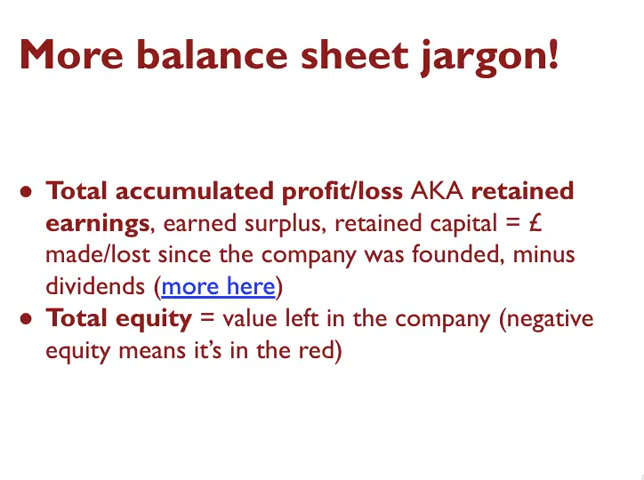 More balance sheet jargon!
● Total accumulated profit/loss AKA retained
earnings, earned surplus, retained capital = £
made/lost since the company was founded, minus
dividends (more here)
● Total equity = value left in the company (negative
equity means it’s in the red)